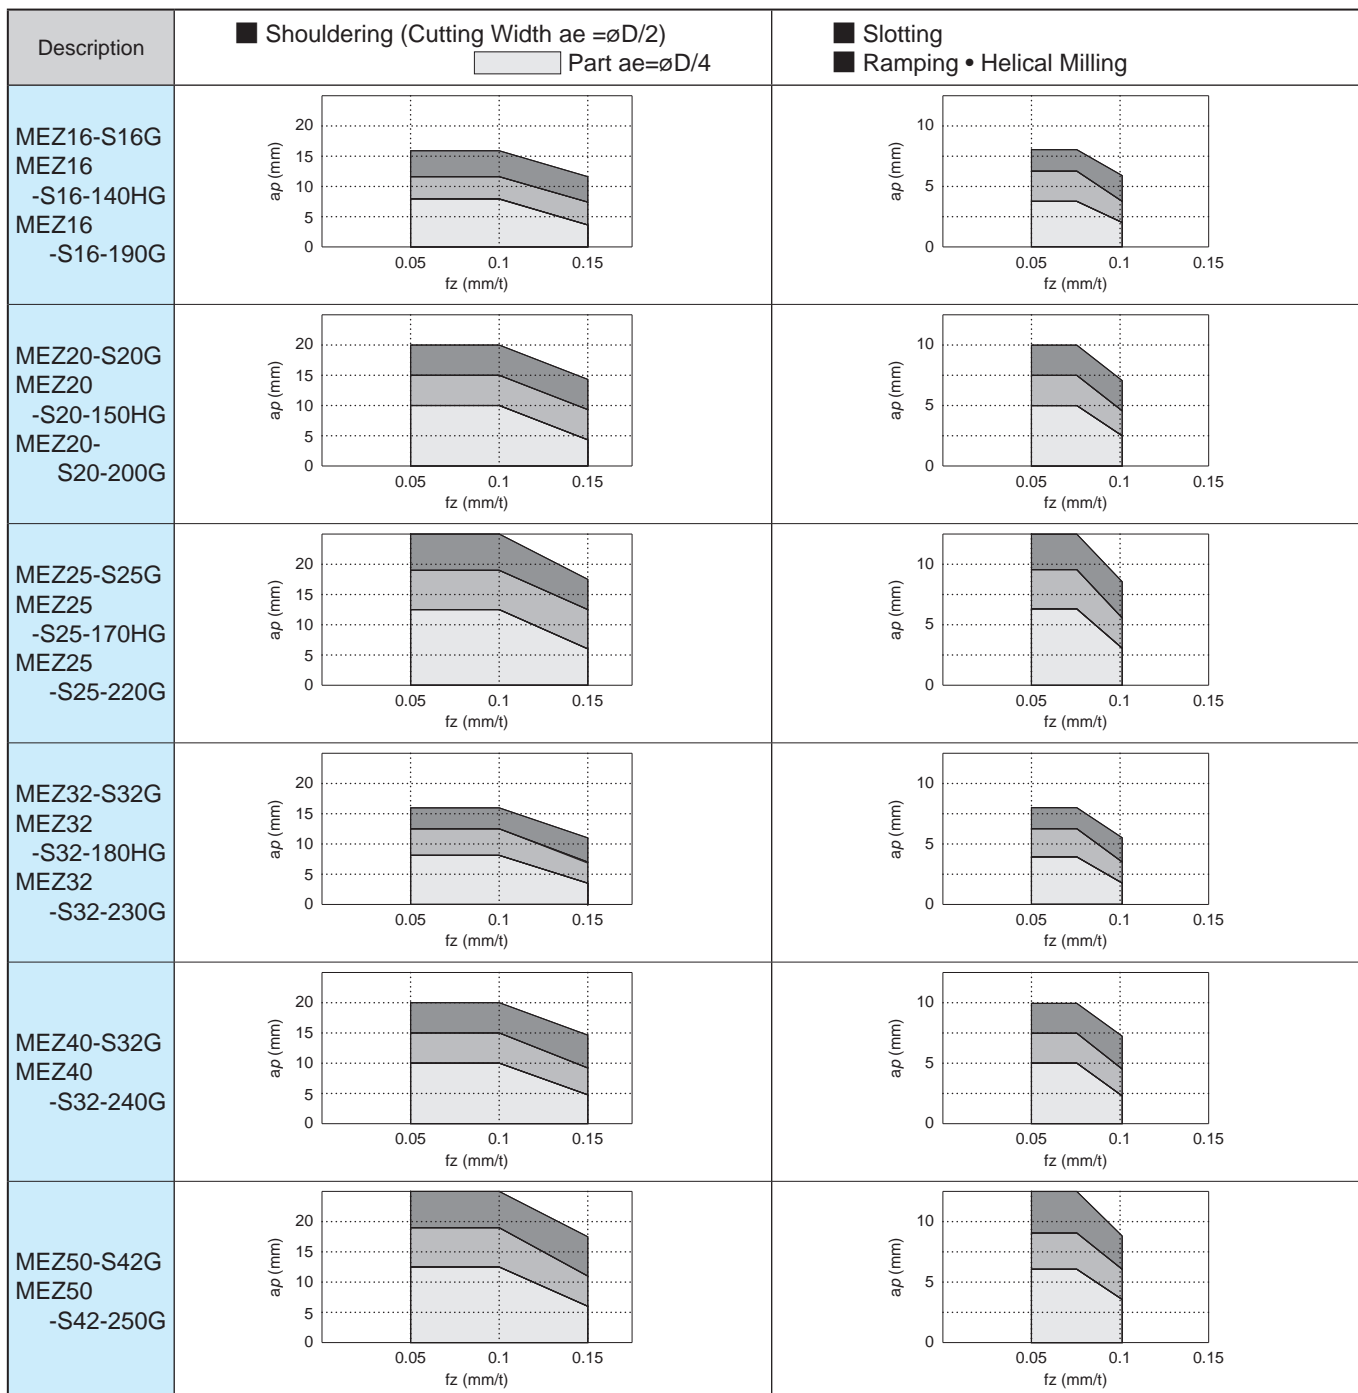 Description
■ Shouldering (Cutting Width ae =øD/2)
Part ae=øD/4
■ Slotting
■ Ramping • Helical Milling
MEZ16-S16G
MEZ16
-S16-140HG
MEZ16
-S16-190G
ap (mm)
20
15
10
5
0
0.05 0.1 0.15
fz (mm/t)
ap (mm)
10
5
0
0.05 0.1 0.15
fz (mm/t)
MEZ20-S20G
MEZ20
-S20-150HG
MEZ20-
S20-200G
ap (mm)
20
15
10
5
0
0.05 0.1 0.15
fz (mm/t)
ap (mm)
10
5
0
0.05 0.1 0.15
fz (mm/t)
MEZ25-S25G
MEZ25
-S25-170HG
MEZ25
-S25-220G
ap (mm)
20
15
10
5
0
0.05 0.1 0.15
fz (mm/t)
ap (mm)
10
5
0
0.05 0.1 0.15
fz (mm/t)
MEZ32-S32G
MEZ32
-S32-180HG
MEZ32
-S32-230G
ap (mm)
20
15
10
5
0
0.05 0.1 0.15
fz (mm/t)
ap (mm)
10
5
0
0.05 0.1 0.15
fz (mm/t)
MEZ40-S32G
MEZ40
-S32-240G
ap (mm)
20
15
10
5
0
0.05 0.1 0.15
fz (mm/t)
ap (mm)
10
5
0
0.05 0.1 0.15
fz (mm/t)
MEZ50-S42G
MEZ50
-S42-250G
ap (mm)
20
15
10
5
0
0.05 0.1 0.15
fz (mm/t)
ap (mm)
10
5
0
0.05 0.1 0.15
fz (mm/t)